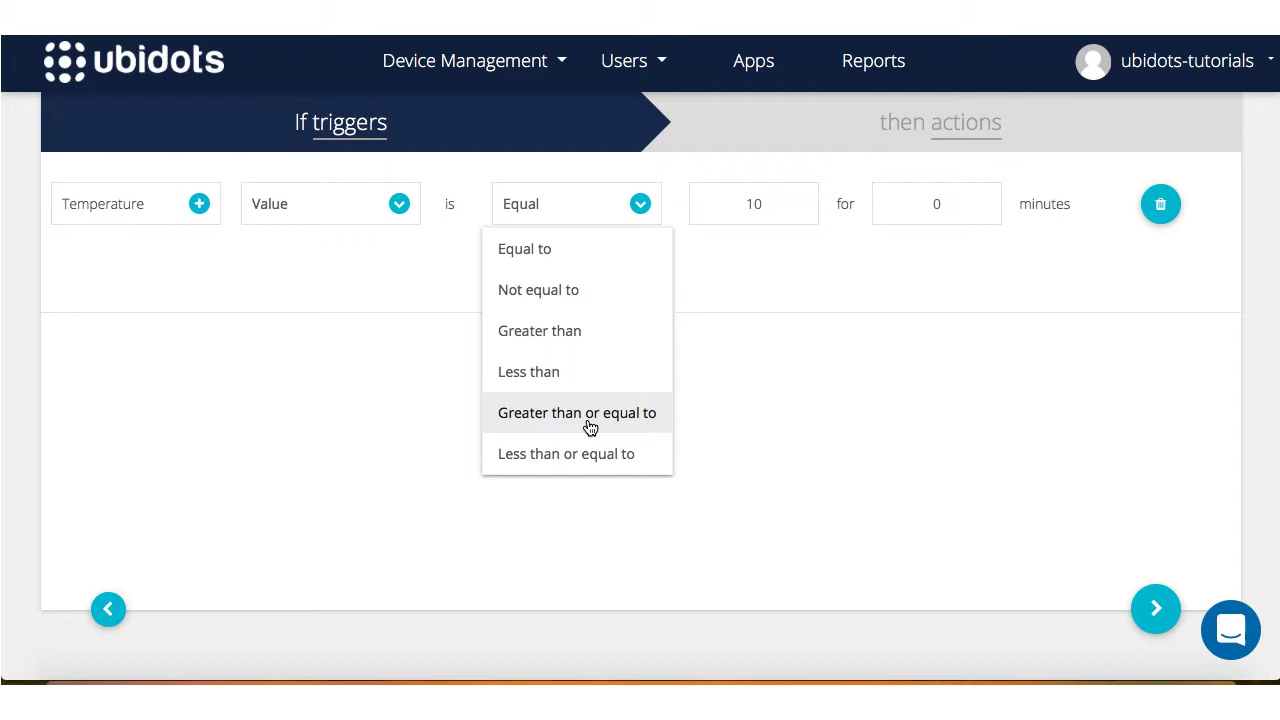 ubidots Device Management Users Apps Reports ubidots-tutorials
If triggers then actions
Temperature Value is Equal 10 for 0 minutes
Equal to
Not equal to
Greater than
Less than
Greater than or equal to
Less than or equal to